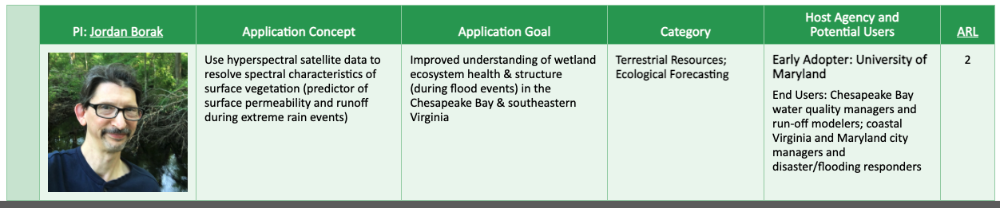 PI: Jordan Borak
Application Concept
Application Goal
Category
Host Agency and
Potential Users
ARL
Use hyperspectral satellite data to
resolve spectral characteristics of
surface vegetation (predictor of
surface permeability and runoff
during extreme rain events)
Improved understanding of wetland
ecosystem health & structure
(during flood events) in the
Chesapeake Bay & southeastern
Virginia
Terrestrial Resources;
Ecological Forecasting
Early Adopter: University of
Maryland
End Users: Chesapeake Bay
water quality managers and
run-off modelers; coastal
Virginia and Maryland city
managers and
disaster/flooding responders
2